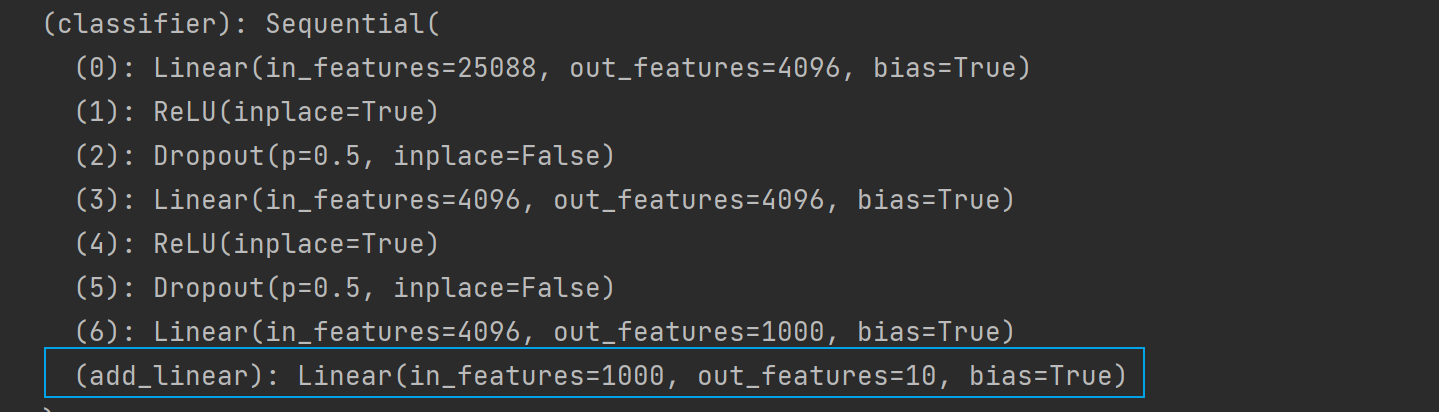 (classifier): Sequential(
(0): Linear(in_features=25088, out_features=4096, bias=True)
(1): ReLU(inplace=True)
(2): Dropout(p=0.5, inplace=False)
(3): Linear(in_features=4096, out_features=4096, bias=True)
(4): ReLU(inplace=True)
(5): Dropout(p=0.5, inplace=False)
(6): Linear(in_features=4096, out_features=1000, bias=True)
(add_linear): Linear(in_features=1000, out_features=10, bias=True)
)